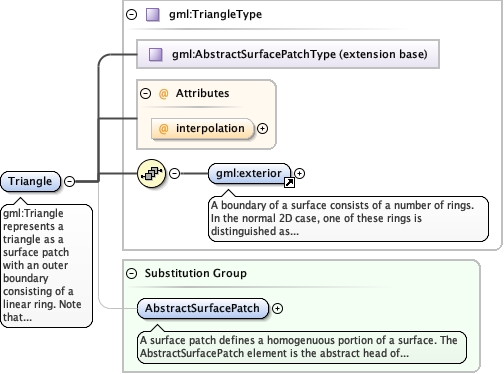 gml:TriangleType
gml:AbstractSurfacePatchType (extension base)
@ Attributes
@ interpolation
Triangle
gml:exterior
gml:Triangle
represents a
triangle as a
surface patch
with an outer
boundary
consisting of a
linear ring. Note
that...
A boundary of a surface consists of a number of rings.
In the normal 2D case, one of these rings is
distinguished as...
Substitution Group
AbstractSurfacePatch
A surface patch defines a homogenuous portion of a surface. The
AbstractSurfacePatch element is the abstract head of...